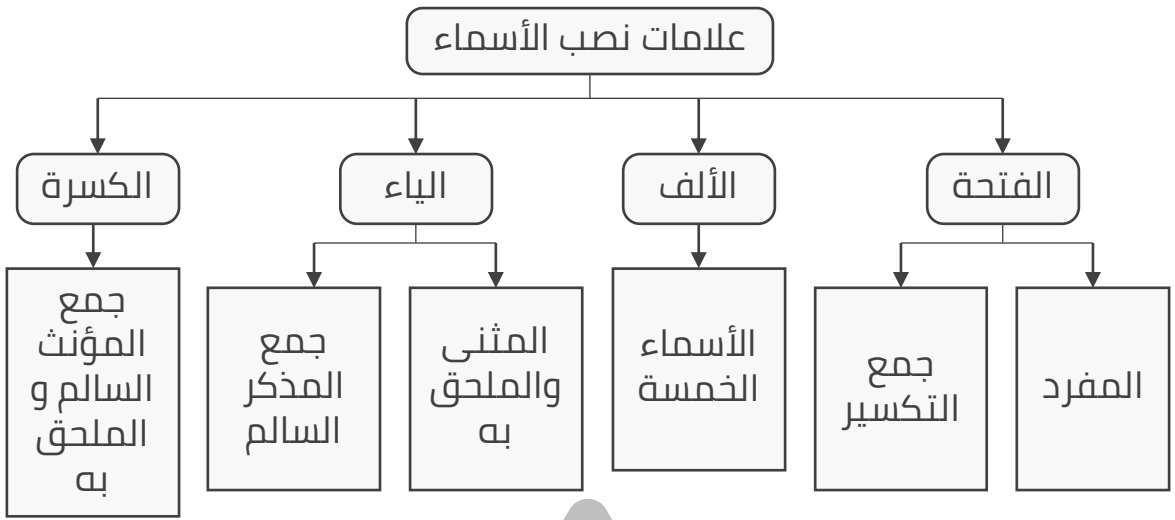 علامات نصب الأسماء
الفتحة
الألف
الياء
الكسرة
المفرد
جمع
التكسير
الأسماء
الخمسة
المثنى
والملحق
به
جمع
المذكر
السالم
جمع
المؤنث
السالم و
الملحق
به